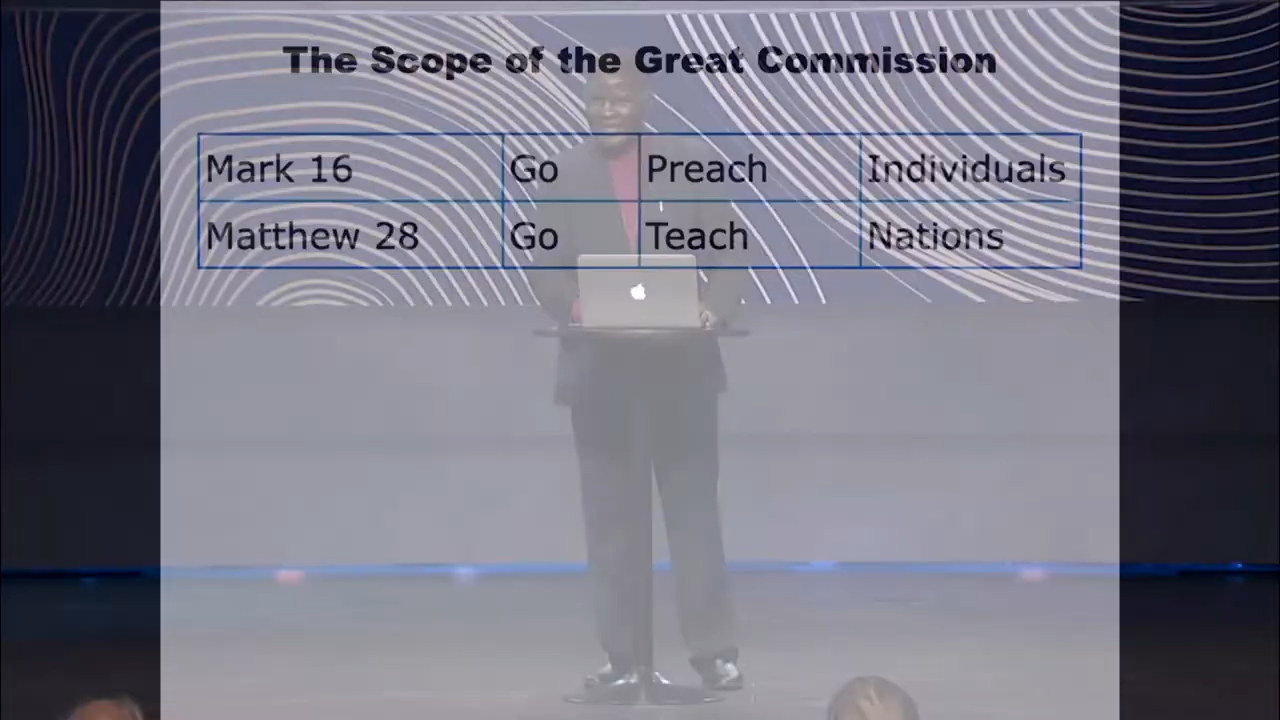 The Scope of the Great Commission
Mark 16 Go Preach Individuals
Matthew 28 Go Teach Nations